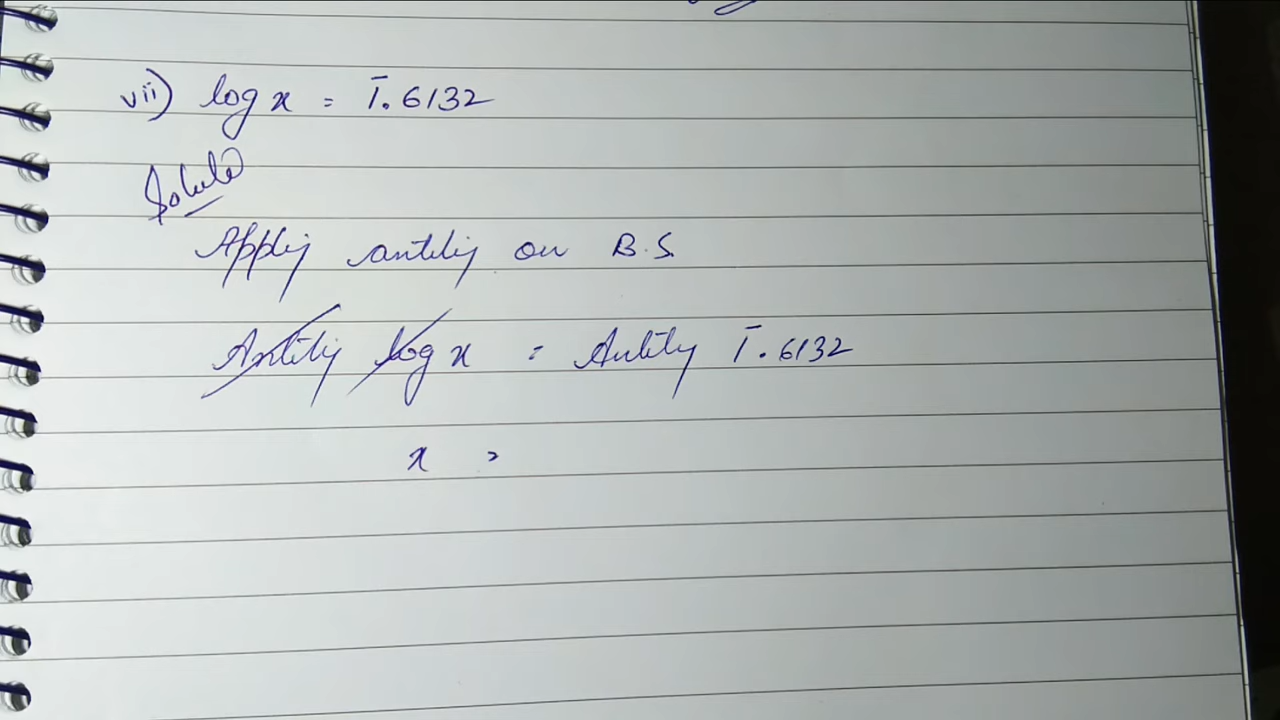 vii) log x = 1̅.6132
Solution
Apply antilog on B.S
Antilog log x = Antilog 1̅.6132
x =